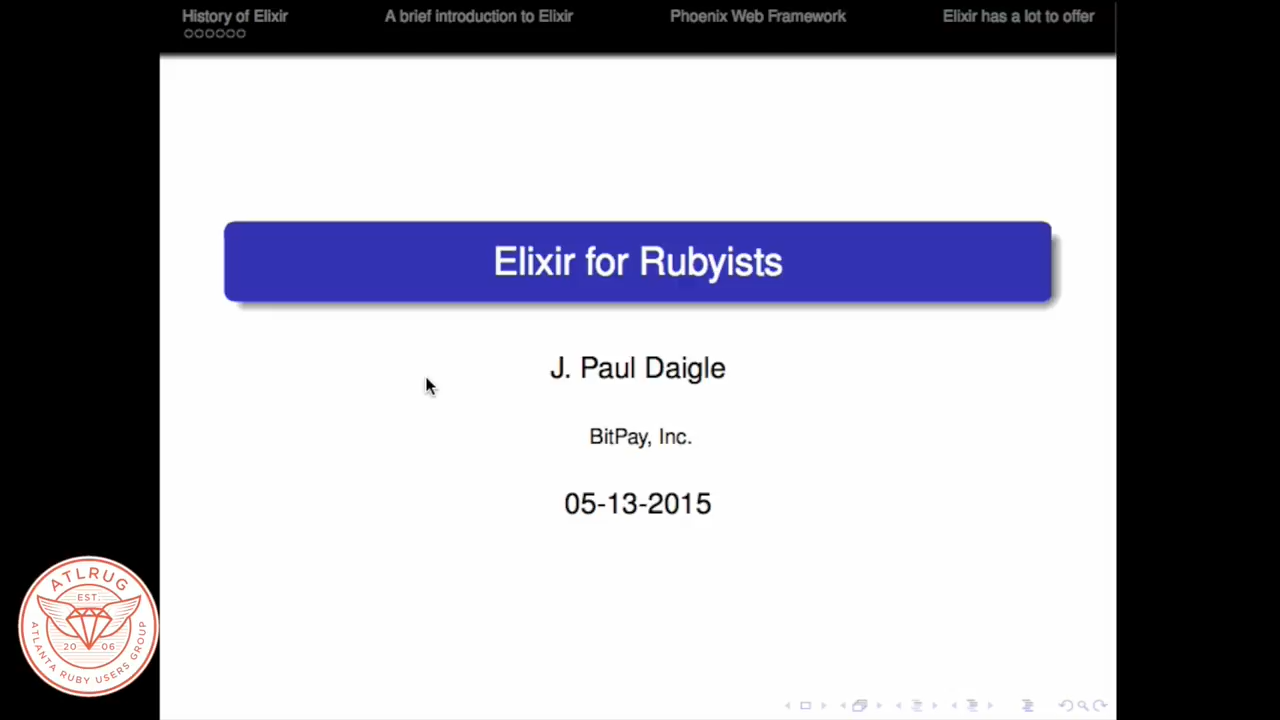 History of Elixir
A brief introduction to Elixir
Phoenix Web Framework
Elixir has a lot to offer
Elixir for Rubyists
J. Paul Daigle
BitPay, Inc.
05-13-2015
ATLRUG
EST.
20 06
ATLANTA RUBY USERS GROUP